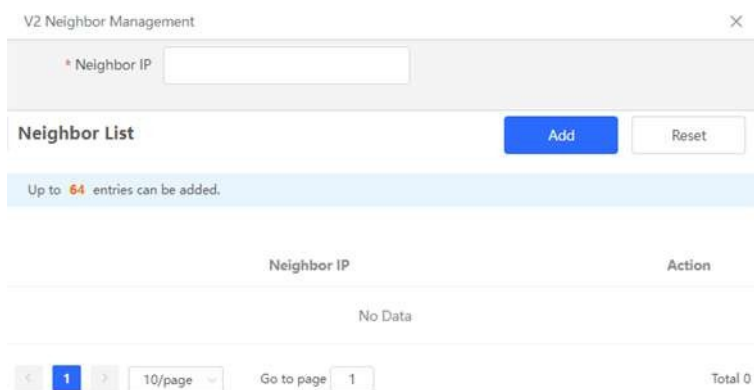 V2 Neighbor Management
* Neighbor IP
Neighbor List Add Reset
Up to 64 entries can be added.
Neighbor IP Action
No Data
1 10/page Go to page 1 Total 0